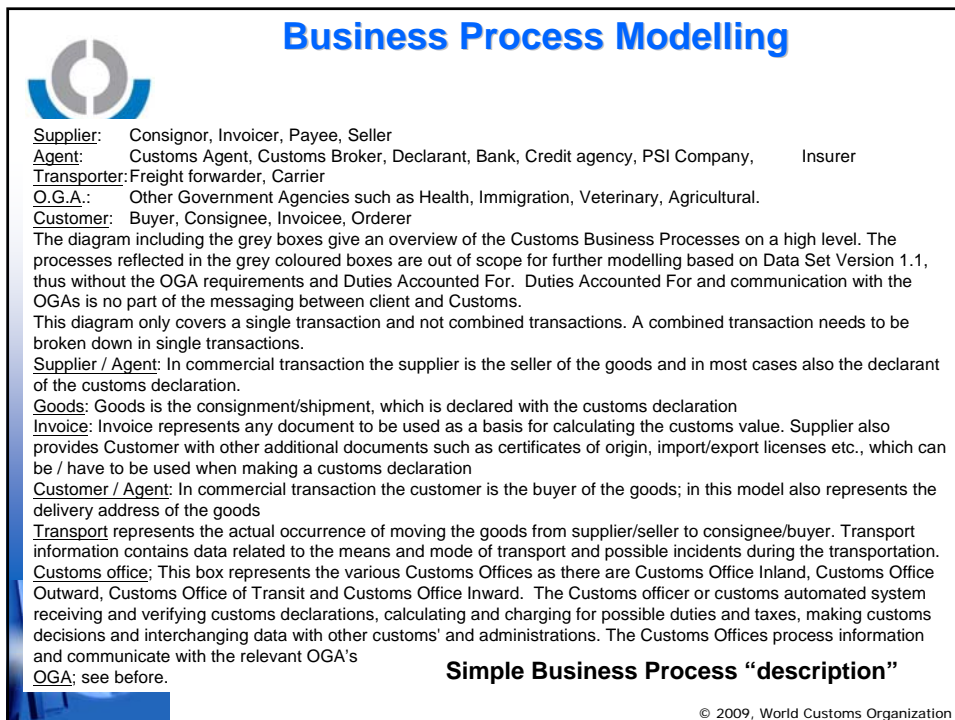 Business Process Modelling
Supplier: Consignor, Invoicer, Payee, Seller
Agent: Customs Agent, Customs Broker, Declarant, Bank, Credit agency, PSI Company, Insurer
Transporter: Freight forwarder, Carrier
O.G.A.: Other Government Agencies such as Health, Immigration, Veterinary, Agricultural.
Customer: Buyer, Consignee, Invoicee, Orderer
The diagram including the grey boxes give an overview of the Customs Business Processes on a high level. The
processes reflected in the grey coloured boxes are out of scope for further modelling based on Data Set Version 1.1,
thus without the OGA requirements and Duties Accounted For. Duties Accounted For and communication with the
OGAs is no part of the messaging between client and Customs.
This diagram only covers a single transaction and not combined transactions. A combined transaction needs to be
broken down in single transactions.
Supplier / Agent: In commercial transaction the supplier is the seller of the goods and in most cases also the declarant
of the customs declaration.
Goods: Goods is the consignment/shipment, which is declared with the customs declaration
Invoice: Invoice represents any document to be used as a basis for calculating the customs value. Supplier also
provides Customer with other additional documents such as certificates of origin, import/export licenses etc., which can
be / have to be used when making a customs declaration
Customer / Agent: In commercial transaction the customer is the buyer of the goods; in this model also represents the
delivery address of the goods
Transport represents the actual occurrence of moving the goods from supplier/seller to consignee/buyer. Transport
information contains data related to the means and mode of transport and possible incidents during the transportation.
Customs office; This box represents the various Customs Offices as there are Customs Office Inland, Customs Office
Outward, Customs Office of Transit and Customs Office Inward. The Customs officer or customs automated system
receiving and verifying customs declarations, calculating and charging for possible duties and taxes, making customs
decisions and interchanging data with other customs' and administrations. The Customs Offices process information
and communicate with the relevant OGA's
OGA; see before.
Simple Business Process “description”
© 2009, World Customs Organization